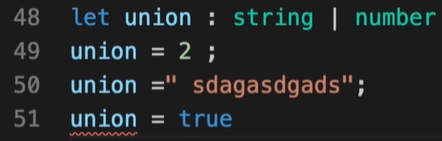 48 let union : string | number
49 union = 2 ;
50 union =" sdagasdgads";
51 union = true